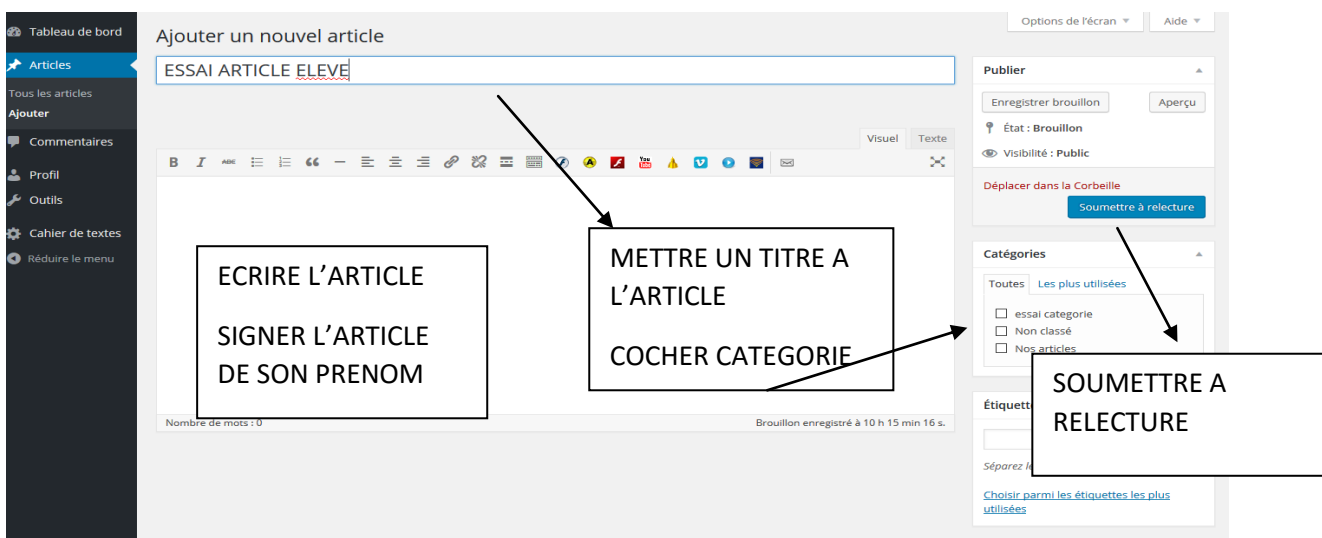 Tableau de bord
Articles
Tous les articles
Ajouter
Commentaires
Profil
Outils
Cahier de textes
Réduire le menu
Options de l'écran
Aide
Ajouter un nouvel article
ESSAI ARTICLE ELEVE
Visuel Texte
B I ABC
You Tube
ECRIRE L'ARTICLE
SIGNER L'ARTICLE
DE SON PRENOM
METTRE UN TITRE A
L'ARTICLE
COCHER CATEGORIE
Nombre de mots : 0
Brouillon enregistré à 10 h 15 min 16 s.
Publier
Enregistrer brouillon Aperçu
État : Brouillon
Visibilité : Public
Déplacer dans la Corbeille
Soumettre à relecture
Catégories
Toutes Les plus utilisées
essai categorie
Non classé
Nos articles
SOUMETTRE A
RELECTURE
Séparez
Choisir parmi les étiquettes les plus
utilisées